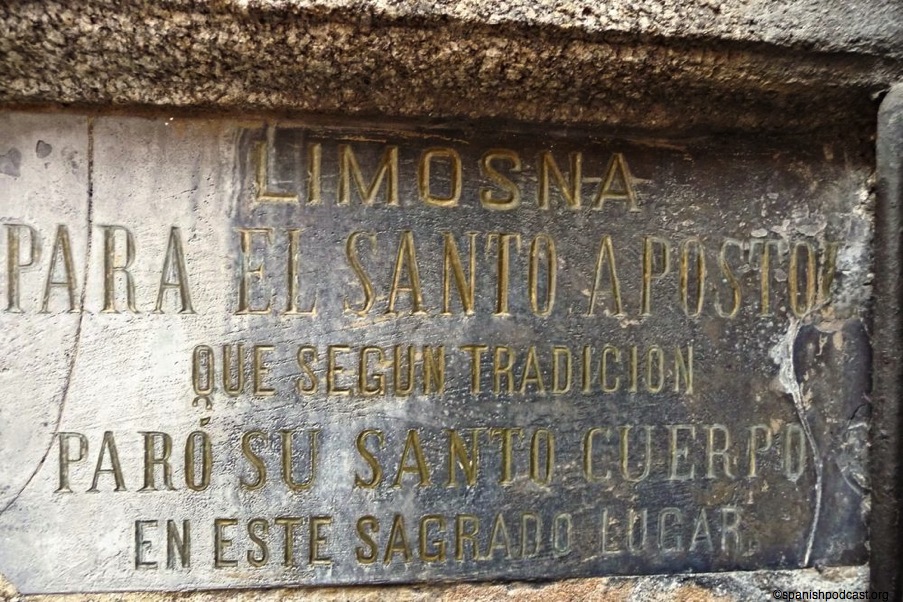 LIMOSNA
PARA EL SANTO APOSTOL
QUE SEGUN TRADICION
PARÓ SU SANTO CUERPO
EN ESTE SAGRADO LUGAR.
©spanishpodcast.org